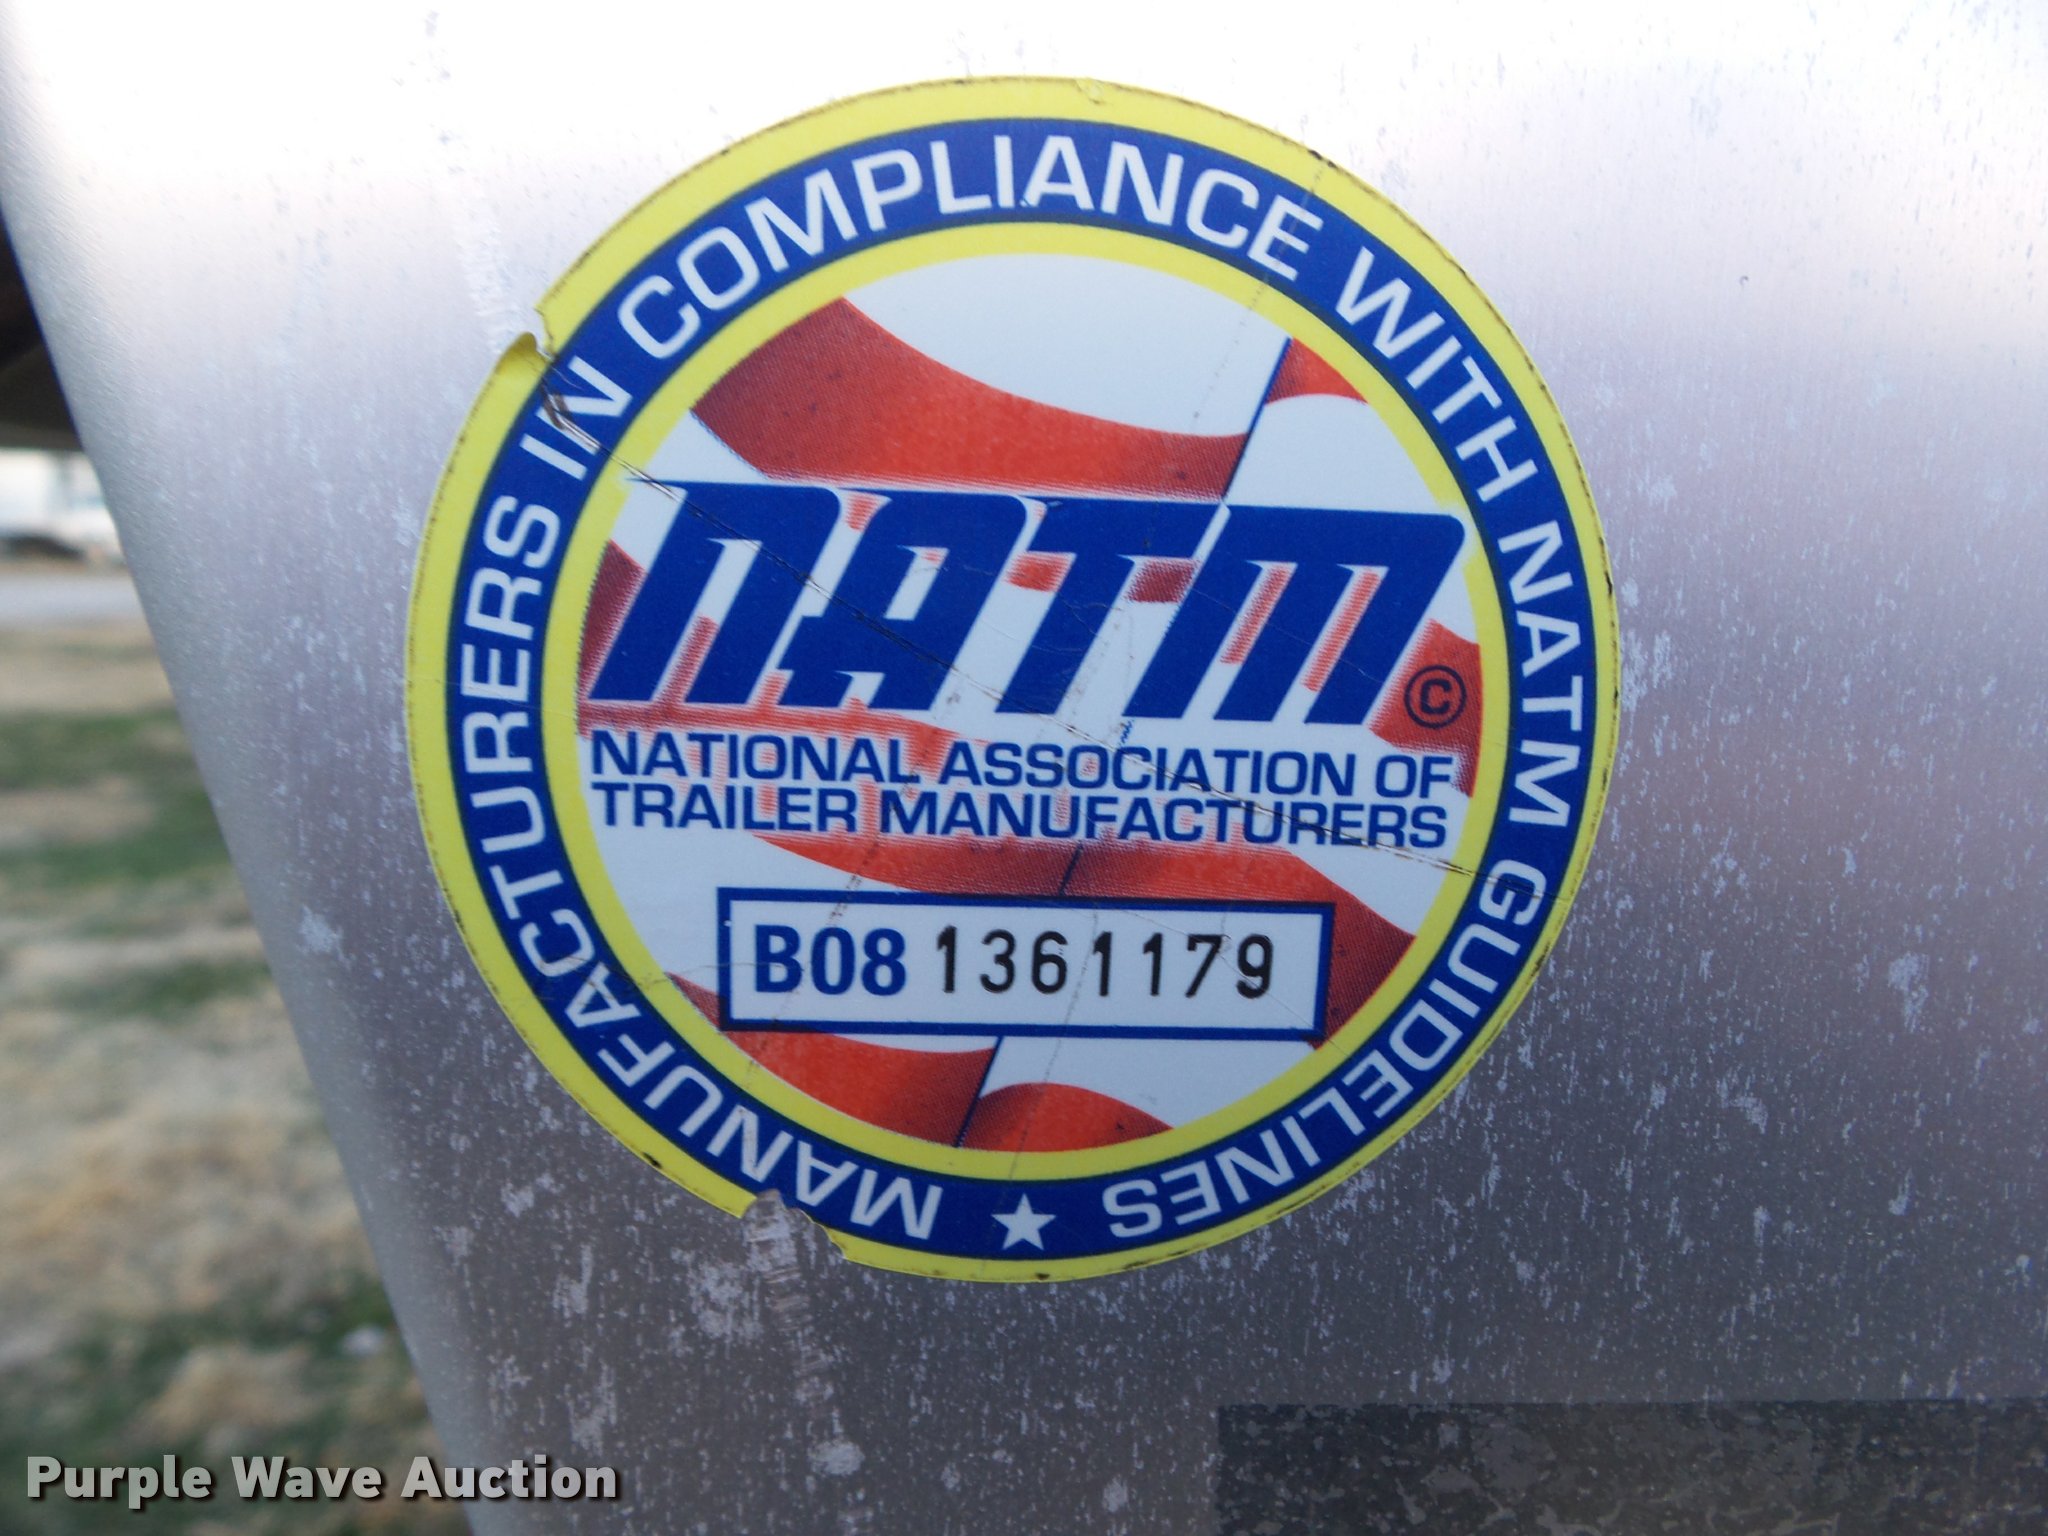 MANUFACTURERS IN COMPLIANCE WITH NATM GUIDELINES ★
NATM ©
NATIONAL ASSOCIATION OF
TRAILER MANUFACTURERS
B08 1361179
Purple Wave Auction